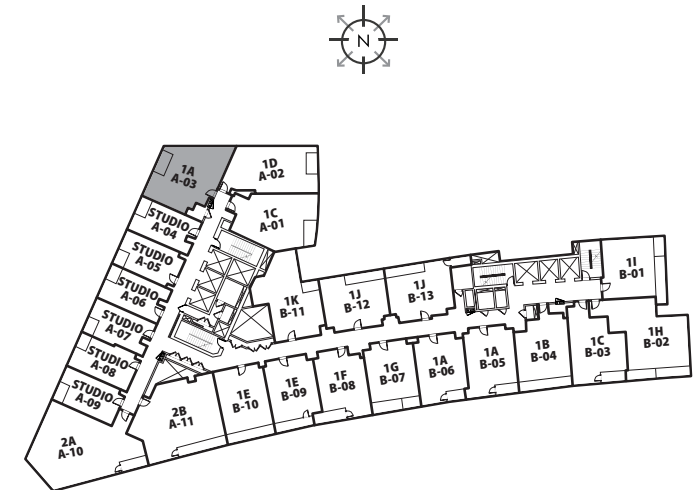 N
1A
A-03
1D
A-02
1C
A-01
STUDIO
A-04
STUDIO
A-05
STUDIO
A-06
STUDIO
A-07
STUDIO
A-08
STUDIO
A-09
2A
A-10
2B
A-11
1K
B-11
1J
B-12
1J
B-13
1I
B-01
1E
B-10
1E
B-09
1F
B-08
1G
B-07
1A
B-06
1A
B-05
1B
B-04
1C
B-03
1H
B-02